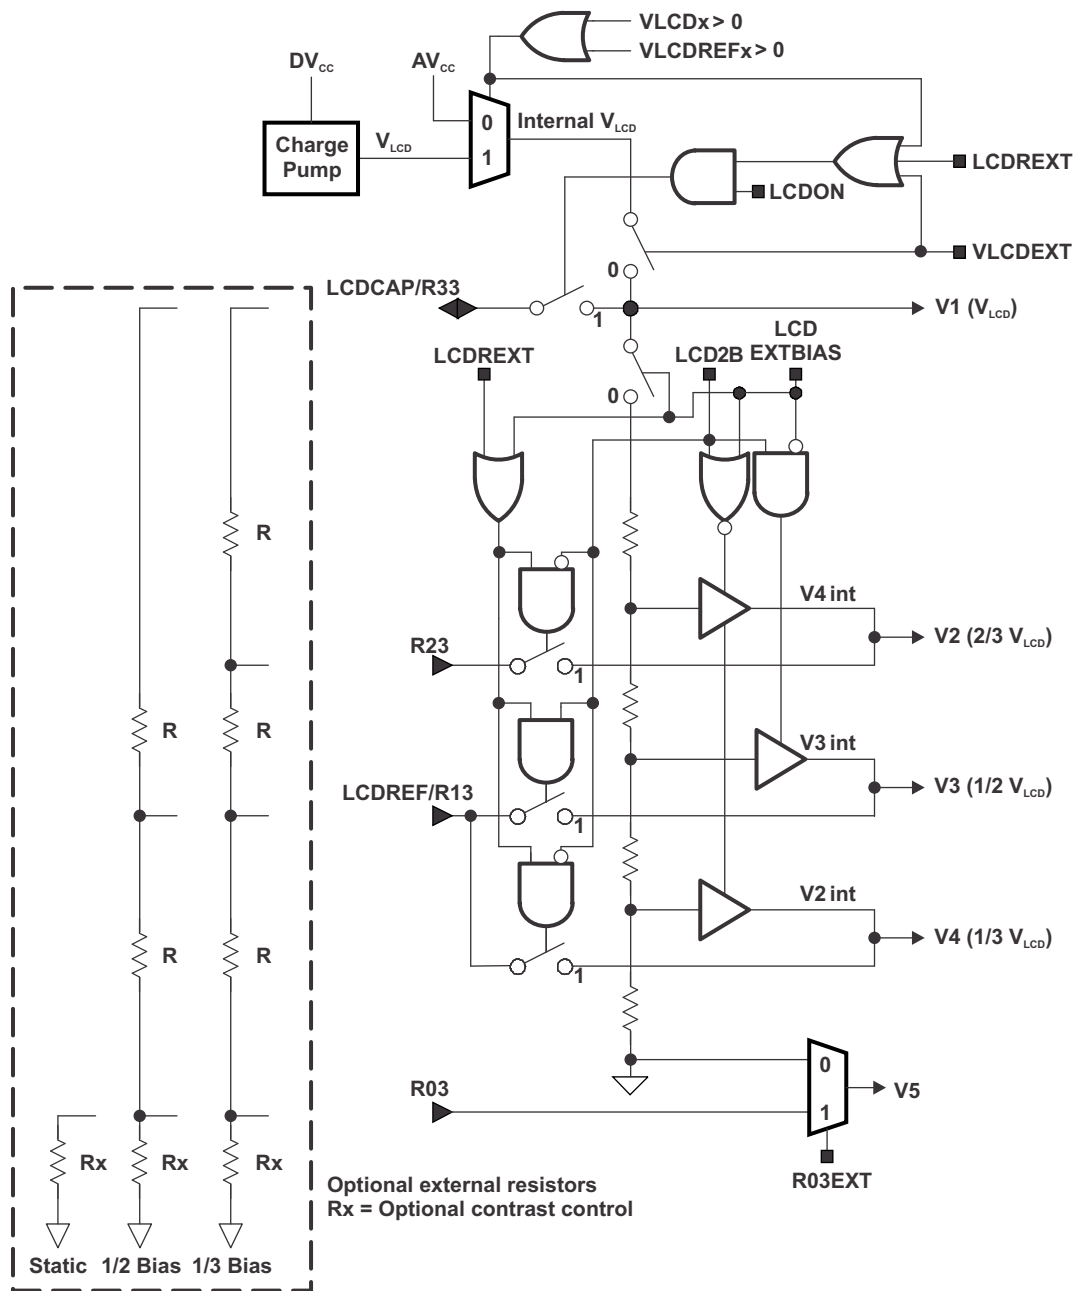 VLCDx > 0
VLCDREFx > 0
DVCC
AVCC
Charge
Pump
VLCD
0
1
Internal VLCD
LCDREXT
LCDON
VLCDEXT
0
LCDCAP/R33
1
V1 (VLCD)
LCDREXT
LCD2B
LCD
EXTBIAS
0
R
V4 int
R23
1
V2 (2/3 VLCD)
R
R
V3 int
LCDREF/R13
1
V3 (1/2 VLCD)
V2 int
R
R
1
V4 (1/3 VLCD)
0
R03
1
V5
Rx
Rx
Rx
R03EXT
Optional external resistors
Rx = Optional contrast control
Static
1/2 Bias
1/3 Bias